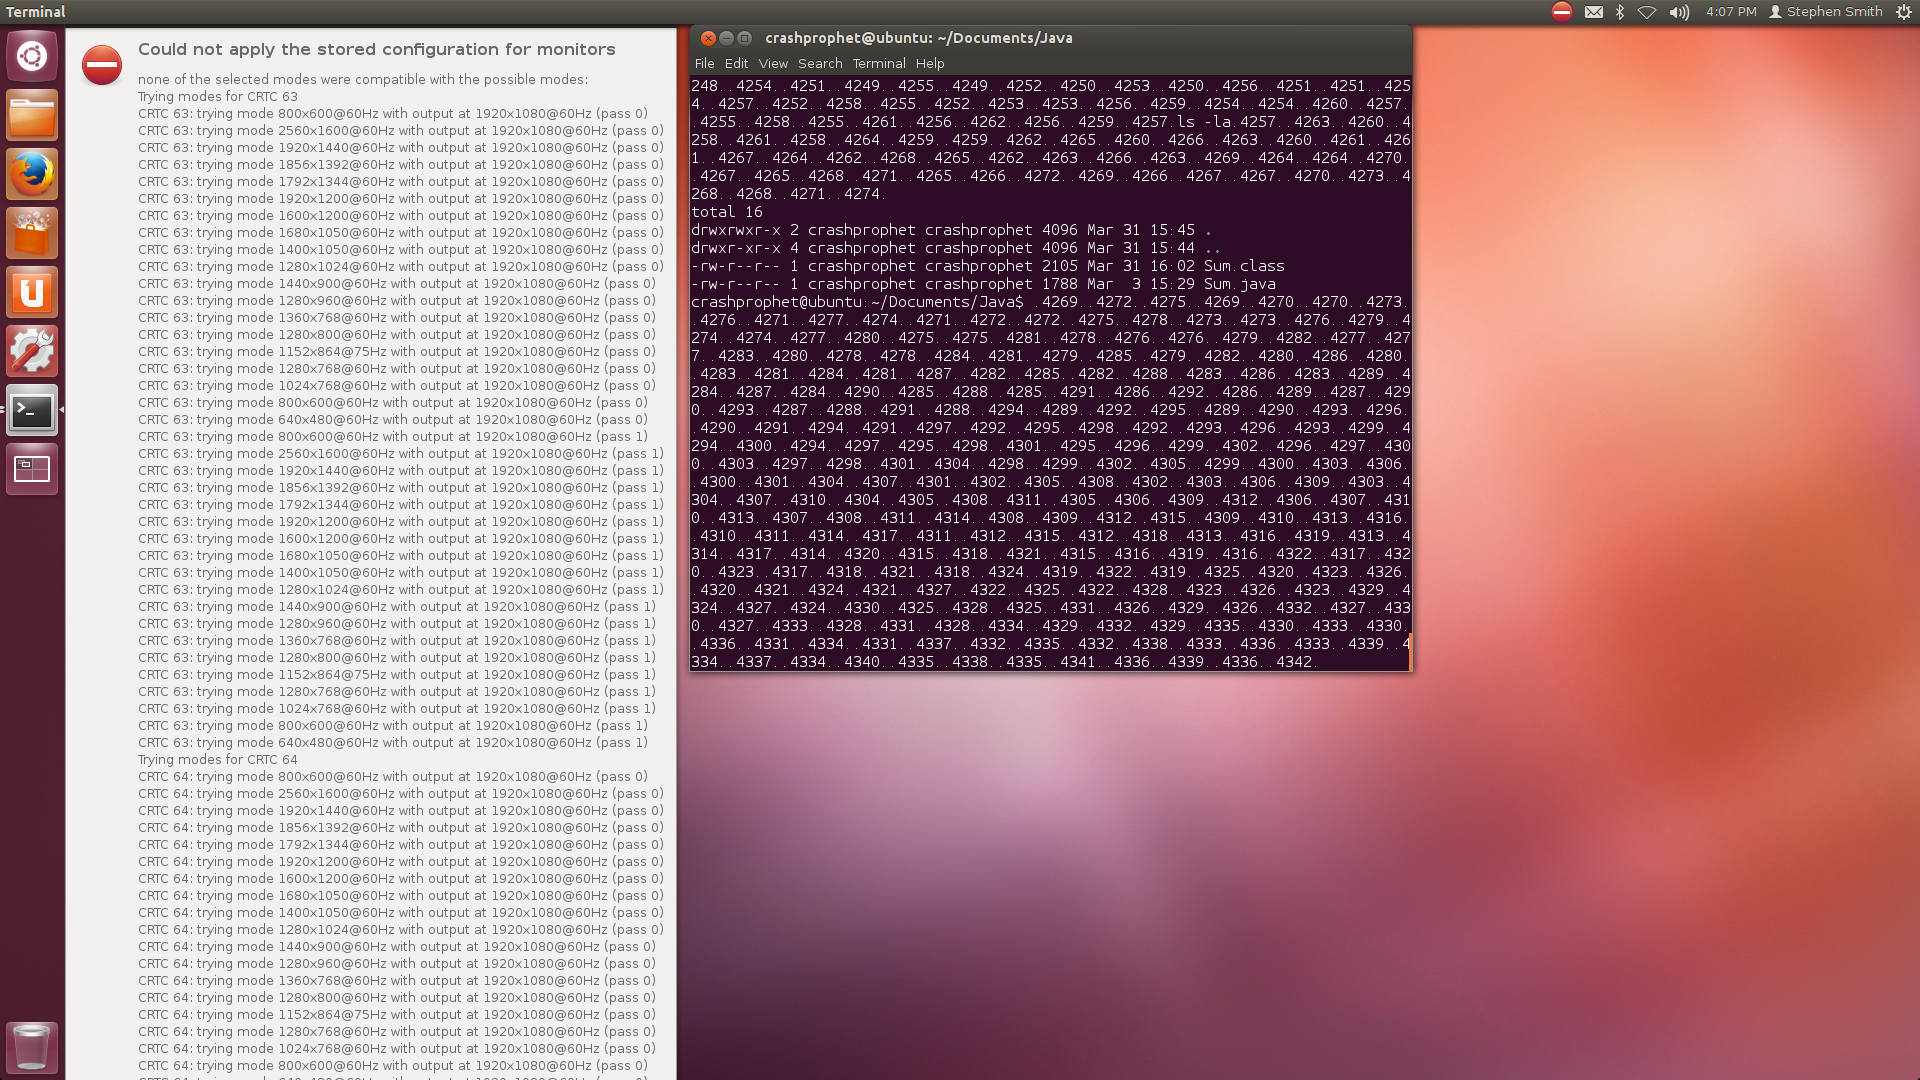 Terminal
4:07 PM
Stephen Smith
Could not apply the stored configuration for monitors
none of the selected modes were compatible with the possible modes:
Trying modes for CRTC 63
CRTC 63: trying mode 800x600@60Hz with output at 1920x1080@60Hz (pass 0)
CRTC 63: trying mode 2560x1600@60Hz with output at 1920x1080@60Hz (pass 0)
CRTC 63: trying mode 1920x1440@60Hz with output at 1920x1080@60Hz (pass 0)
CRTC 63: trying mode 1856x1392@60Hz with output at 1920x1080@60Hz (pass 0)
CRTC 63: trying mode 1792x1344@60Hz with output at 1920x1080@60Hz (pass 0)
CRTC 63: trying mode 1920x1200@60Hz with output at 1920x1080@60Hz (pass 0)
CRTC 63: trying mode 1600x1200@60Hz with output at 1920x1080@60Hz (pass 0)
CRTC 63: trying mode 1680x1050@60Hz with output at 1920x1080@60Hz (pass 0)
CRTC 63: trying mode 1400x1050@60Hz with output at 1920x1080@60Hz (pass 0)
CRTC 63: trying mode 1280x1024@60Hz with output at 1920x1080@60Hz (pass 0)
CRTC 63: trying mode 1440x900@60Hz with output at 1920x1080@60Hz (pass 0)
CRTC 63: trying mode 1280x960@60Hz with output at 1920x1080@60Hz (pass 0)
CRTC 63: trying mode 1360x768@60Hz with output at 1920x1080@60Hz (pass 0)
CRTC 63: trying mode 1280x800@60Hz with output at 1920x1080@60Hz (pass 0)
CRTC 63: trying mode 1152x864@75Hz with output at 1920x1080@60Hz (pass 0)
CRTC 63: trying mode 1280x768@60Hz with output at 1920x1080@60Hz (pass 0)
CRTC 63: trying mode 1024x768@60Hz with output at 1920x1080@60Hz (pass 0)
CRTC 63: trying mode 800x600@60Hz with output at 1920x1080@60Hz (pass 0)
CRTC 63: trying mode 640x480@60Hz with output at 1920x1080@60Hz (pass 0)
CRTC 63: trying mode 800x600@60Hz with output at 1920x1080@60Hz (pass 1)
CRTC 63: trying mode 2560x1600@60Hz with output at 1920x1080@60Hz (pass 1)
CRTC 63: trying mode 1920x1440@60Hz with output at 1920x1080@60Hz (pass 1)
CRTC 63: trying mode 1856x1392@60Hz with output at 1920x1080@60Hz (pass 1)
CRTC 63: trying mode 1792x1344@60Hz with output at 1920x1080@60Hz (pass 1)
CRTC 63: trying mode 1920x1200@60Hz with output at 1920x1080@60Hz (pass 1)
CRTC 63: trying mode 1600x1200@60Hz with output at 1920x1080@60Hz (pass 1)
CRTC 63: trying mode 1680x1050@60Hz with output at 1920x1080@60Hz (pass 1)
CRTC 63: trying mode 1400x1050@60Hz with output at 1920x1080@60Hz (pass 1)
CRTC 63: trying mode 1280x1024@60Hz with output at 1920x1080@60Hz (pass 1)
CRTC 63: trying mode 1440x900@60Hz with output at 1920x1080@60Hz (pass 1)
CRTC 63: trying mode 1280x960@60Hz with output at 1920x1080@60Hz (pass 1)
CRTC 63: trying mode 1360x768@60Hz with output at 1920x1080@60Hz (pass 1)
CRTC 63: trying mode 1280x800@60Hz with output at 1920x1080@60Hz (pass 1)
CRTC 63: trying mode 1152x864@75Hz with output at 1920x1080@60Hz (pass 1)
CRTC 63: trying mode 1280x768@60Hz with output at 1920x1080@60Hz (pass 1)
CRTC 63: trying mode 1024x768@60Hz with output at 1920x1080@60Hz (pass 1)
CRTC 63: trying mode 800x600@60Hz with output at 1920x1080@60Hz (pass 1)
CRTC 63: trying mode 640x480@60Hz with output at 1920x1080@60Hz (pass 1)
Trying modes for CRTC 64
CRTC 64: trying mode 800x600@60Hz with output at 1920x1080@60Hz (pass 0)
CRTC 64: trying mode 2560x1600@60Hz with output at 1920x1080@60Hz (pass 0)
CRTC 64: trying mode 1920x1440@60Hz with output at 1920x1080@60Hz (pass 0)
CRTC 64: trying mode 1856x1392@60Hz with output at 1920x1080@60Hz (pass 0)
CRTC 64: trying mode 1792x1344@60Hz with output at 1920x1080@60Hz (pass 0)
CRTC 64: trying mode 1920x1200@60Hz with output at 1920x1080@60Hz (pass 0)
CRTC 64: trying mode 1600x1200@60Hz with output at 1920x1080@60Hz (pass 0)
CRTC 64: trying mode 1680x1050@60Hz with output at 1920x1080@60Hz (pass 0)
CRTC 64: trying mode 1400x1050@60Hz with output at 1920x1080@60Hz (pass 0)
CRTC 64: trying mode 1280x1024@60Hz with output at 1920x1080@60Hz (pass 0)
CRTC 64: trying mode 1440x900@60Hz with output at 1920x1080@60Hz (pass 0)
CRTC 64: trying mode 1280x960@60Hz with output at 1920x1080@60Hz (pass 0)
CRTC 64: trying mode 1360x768@60Hz with output at 1920x1080@60Hz (pass 0)
CRTC 64: trying mode 1280x800@60Hz with output at 1920x1080@60Hz (pass 0)
CRTC 64: trying mode 1152x864@75Hz with output at 1920x1080@60Hz (pass 0)
CRTC 64: trying mode 1280x768@60Hz with output at 1920x1080@60Hz (pass 0)
CRTC 64: trying mode 1024x768@60Hz with output at 1920x1080@60Hz (pass 0)
CRTC 64: trying mode 800x600@60Hz with output at 1920x1080@60Hz (pass 0)
crashprophet@ubuntu: ~/Documents/Java
File Edit View Search Terminal Help
248..4254..4251..4249..4255..4249..4252..4250..4253..4250..4256..4251..4251..425
4..4257..4252..4258..4255..4252..4253..4253..4256..4259..4254..4254..4260..4257.
.4255..4258..4255..4261..4256..4262..4256..4259..4257.ls -la.4257..4263..4260..4
258..4261..4258..4264..4259..4259..4262..4265..4260..4266..4263..4260..4261..426
1..4267..4264..4262..4268..4265..4262..4263..4266..4263..4269..4264..4264..4270.
.4267..4265..4268..4271..4265..4266..4272..4269..4266..4267..4267..4270..4273..4
268..4268..4271..4274.
total 16
drwxrwxr-x 2 crashprophet crashprophet 4096 Mar 31 15:45 .
drwxr-xr-x 4 crashprophet crashprophet 4096 Mar 31 15:44 ..
-rw-r--r-- 1 crashprophet crashprophet 2105 Mar 31 16:02 Sum.class
-rw-r--r-- 1 crashprophet crashprophet 1788 Mar  3 15:29 Sum.java
crashprophet@ubuntu:~/Documents/Java$ .4269..4272..4275..4269..4270..4270..4273.
.4276..4271..4277..4274..4271..4272..4272..4275..4278..4273..4273..4276..4279..4
274..4274..4277..4280..4275..4275..4281..4278..4276..4276..4279..4282..4277..427
7..4283..4280..4278..4278..4284..4281..4279..4285..4279..4282..4280..4286..4280.
.4283..4281..4284..4281..4287..4282..4285..4282..4288..4283..4286..4283..4289..4
284..4287..4284..4290..4285..4288..4285..4291..4286..4292..4286..4289..4287..429
0..4293..4287..4288..4291..4288..4294..4289..4292..4295..4289..4290..4293..4296.
.4290..4291..4294..4291..4297..4292..4295..4298..4292..4293..4296..4293..4299..4
294..4300..4294..4297..4295..4298..4301..4295..4296..4299..4302..4296..4297..430
0..4303..4297..4298..4301..4304..4298..4299..4302..4305..4299..4300..4303..4306.
.4300..4301..4304..4307..4301..4302..4305..4308..4302..4303..4306..4309..4303..4
304..4307..4310..4304..4305..4308..4311..4305..4306..4309..4312..4306..4307..431
0..4313..4307..4308..4311..4314..4308..4309..4312..4315..4309..4310..4313..4316.
.4310..4311..4314..4317..4311..4312..4315..4312..4318..4313..4316..4319..4313..4
314..4317..4314..4320..4315..4318..4321..4315..4316..4319..4316..4322..4317..432
0..4323..4317..4318..4321..4318..4324..4319..4322..4319..4325..4320..4323..4326.
.4320..4321..4324..4321..4327..4322..4325..4322..4328..4323..4326..4323..4329..4
324..4327..4324..4330..4325..4328..4325..4331..4326..4329..4326..4332..4327..433
0..4327..4333..4328..4331..4328..4334..4329..4332..4329..4335..4330..4333..4330.
.4336..4331..4334..4331..4337..4332..4335..4332..4338..4333..4336..4333..4339..4
334..4337..4334..4340..4335..4338..4335..4341..4336..4339..4336..4342.